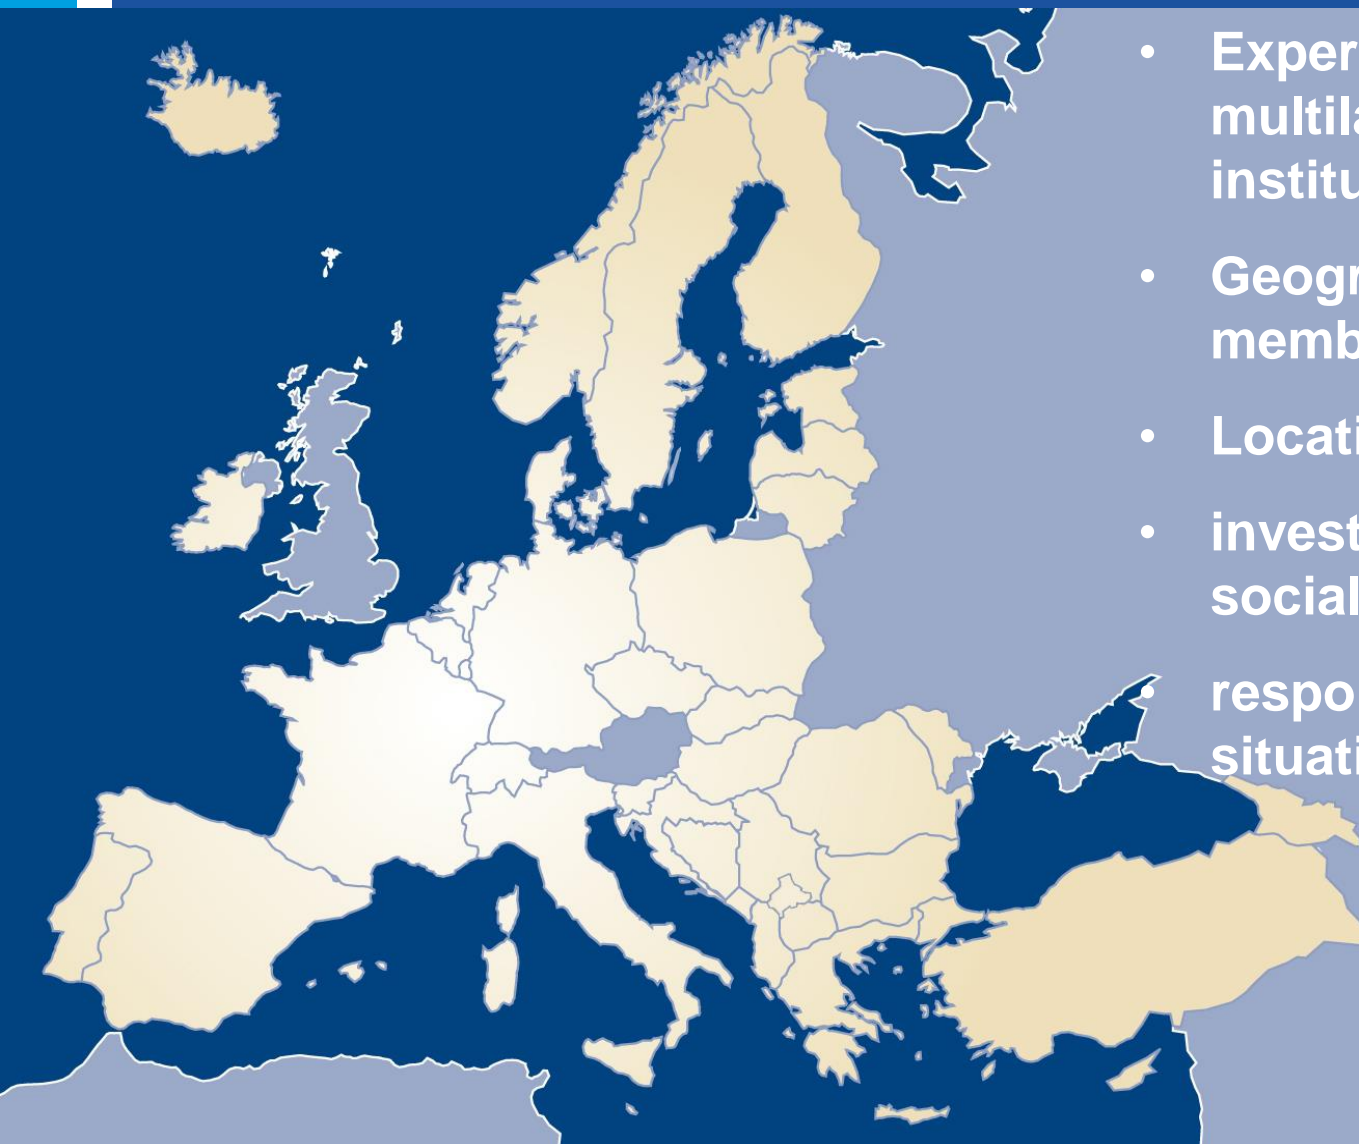 • Exper
multila
institu
• Geogr
memb
• Locati
• invest
social
• respo
situati